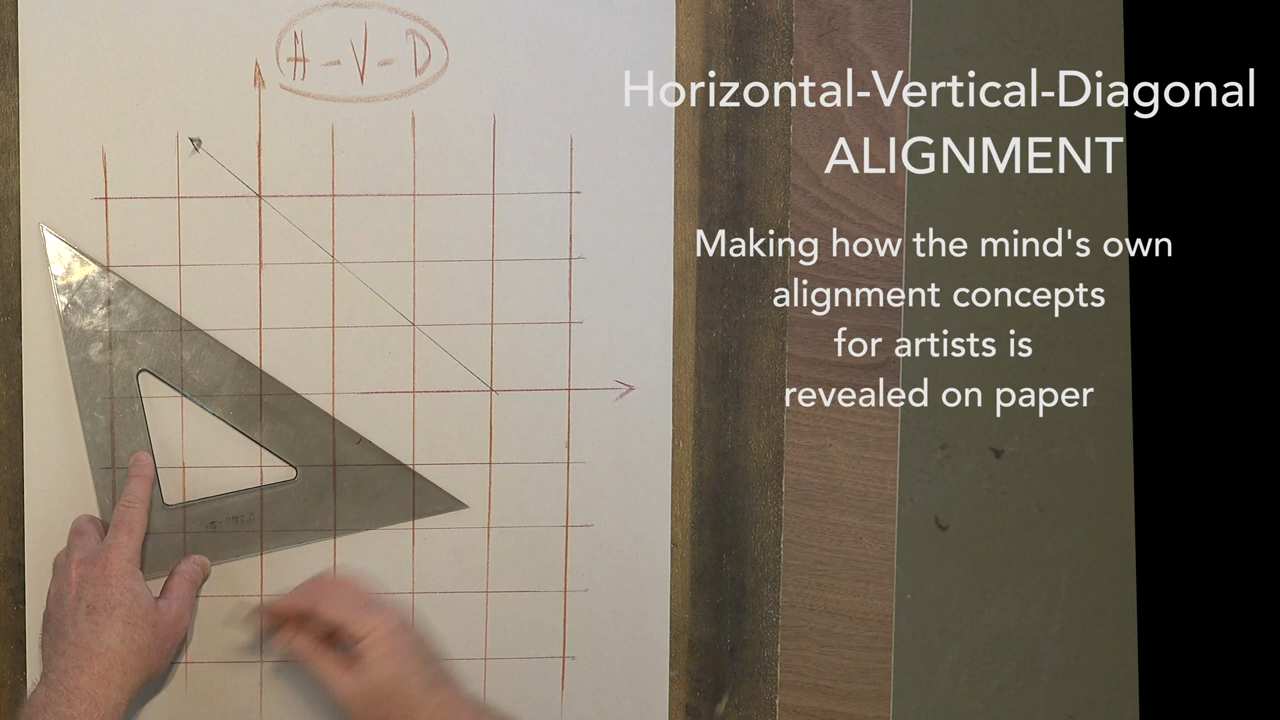 A-V-D
Horizontal-Vertical-Diagonal
ALIGNMENT
Making how the mind's own
alignment concepts
for artists is
revealed on paper